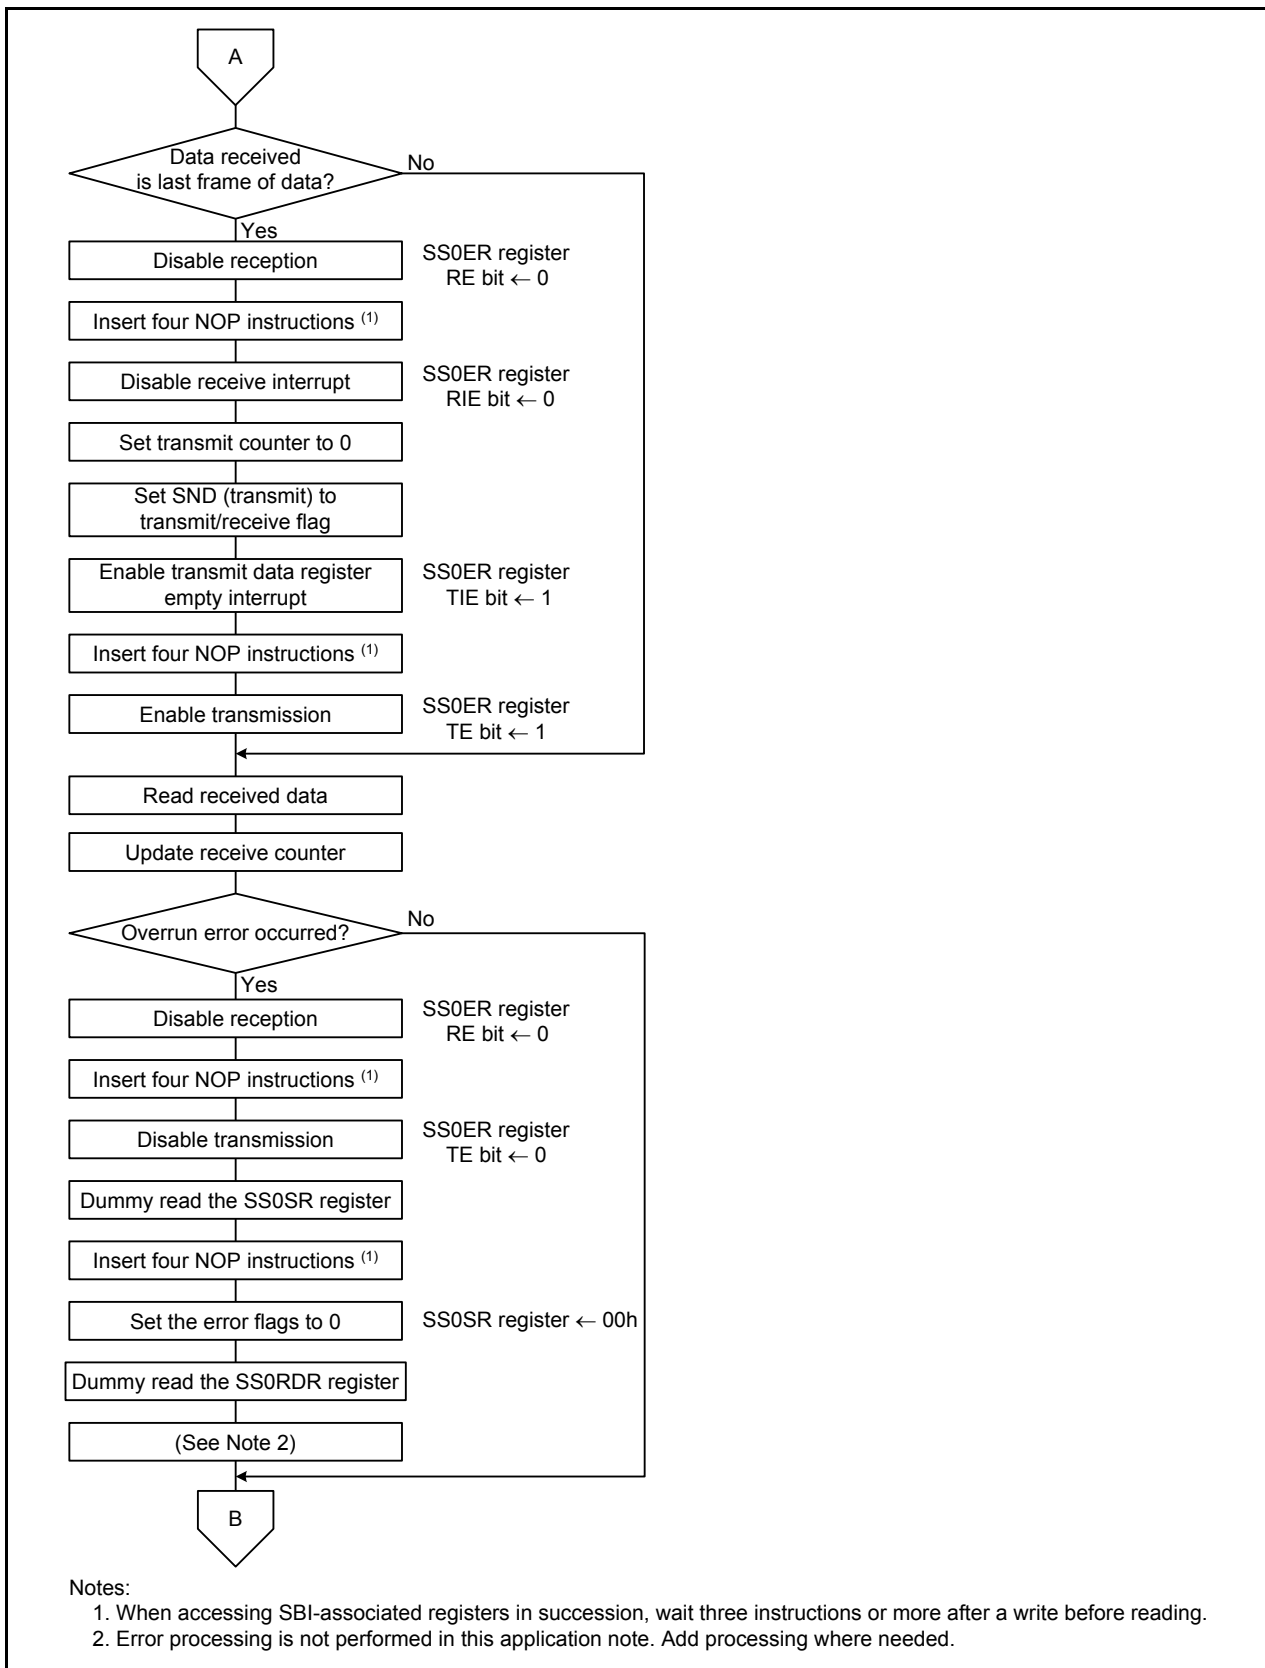 A
Data received
is last frame of data?
No
Yes
Disable reception
SS0ER register
RE bit ← 0
Insert four NOP instructions (1)
Disable receive interrupt
SS0ER register
RIE bit ← 0
Set transmit counter to 0
Set SND (transmit) to
transmit/receive flag
Enable transmit data register
empty interrupt
SS0ER register
TIE bit ← 1
Insert four NOP instructions (1)
Enable transmission
SS0ER register
TE bit ← 1
Read received data
Update receive counter
Overrun error occurred?
No
Yes
Disable reception
SS0ER register
RE bit ← 0
Insert four NOP instructions (1)
Disable transmission
SS0ER register
TE bit ← 0
Dummy read the SS0SR register
Insert four NOP instructions (1)
Set the error flags to 0
SS0SR register ← 00h
Dummy read the SS0RDR register
(See Note 2)
B
Notes:
1. When accessing SBI-associated registers in succession, wait three instructions or more after a write before reading.
2. Error processing is not performed in this application note. Add processing where needed.